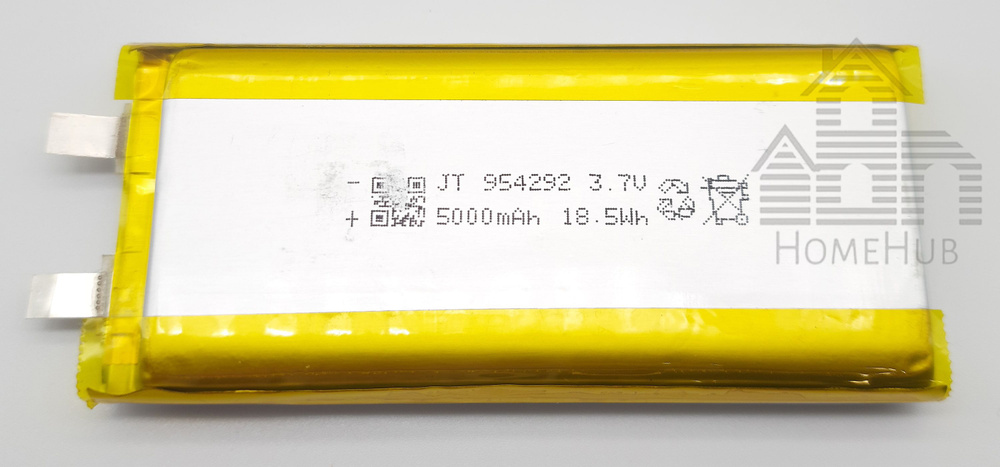 - JT 954292 3.7V
+ 5000mAh 18.5Wh
HOMEHUB